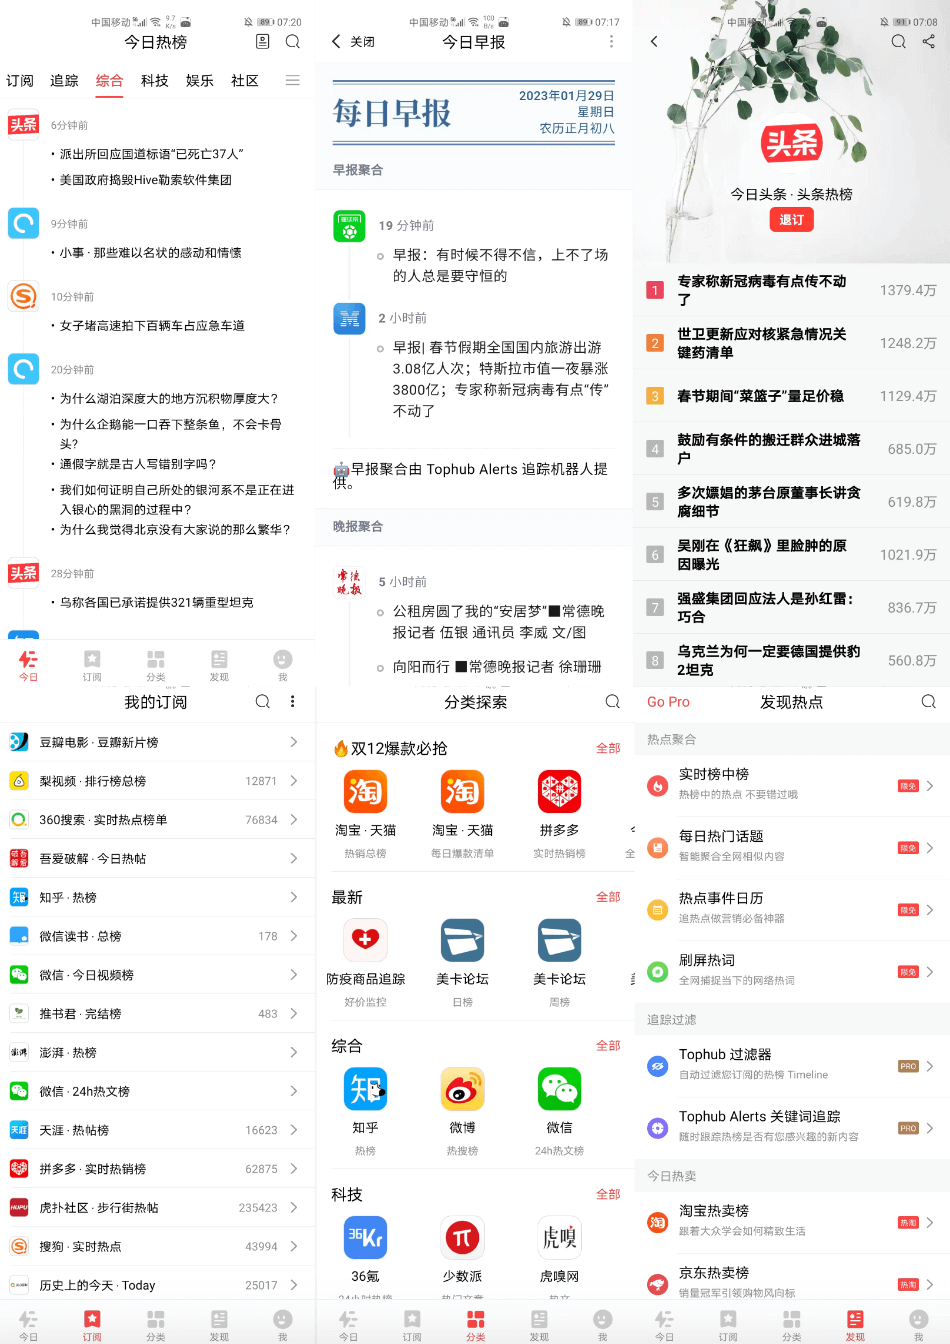 中国移动 9.7 K/s 89 07:20
今日热榜
订阅 追踪 综合 科技 娱乐 社区
头条 6分钟前
• 派出所回应国道标语“已死亡37人”
• 美国政府捣毁Hive勒索软件集团
9分钟前
• 小事 · 那些难以名状的感动和情愫
10分钟前
• 女子堵高速拍下百辆车占应急车道
20分钟前
• 为什么湖泊深度大的地方沉积物厚度大?
• 为什么企鹅能一口吞下整条鱼，不会卡骨
头?
• 通假字就是古人写错别字吗?
• 我们如何证明自己所处的银河系不是正在进
入银心的黑洞的过程中?
• 为什么我觉得北京没有大家说的那么繁华?
头条 28分钟前
• 乌称各国已承诺提供321辆重型坦克
今日 订阅 分类 发现 我
中国移动 100 B/s 89 07:17
关闭 今日早报
每日早报
2023年01月29日
星期日
农历正月初八
早报聚合
懂球帝 19 分钟前
早报：有时候不得不信，上不了场
的人总是要守恒的
2 小时前
早报| 春节假期全国国内旅游出游
3.08亿人次；特斯拉市值一夜暴涨
3800亿；专家称新冠病毒有点“传”
不动了
🤖早报聚合由 Tophub Alerts 追踪机器人提
供。
晚报聚合
常德晚报 5 小时前
公租房圆了我的“安居梦”■常德晚
报记者 伍银 通讯员 李威 文/图
向阳而行 ■常德晚报记者 徐珊珊
中国移动 91 07:08
头条
今日头条 · 头条热榜
退订
1 专家称新冠病毒有点传不动
了 1379.4万
2 世卫更新应对核紧急情况关
键药清单 1248.2万
3 春节期间“菜篮子”量足价稳 1129.4万
4 鼓励有条件的搬迁群众进城落
户 685.0万
5 多次嫖娼的茅台原董事长讲贪
腐细节 619.8万
6 吴刚在《狂飙》里脸肿的原
因曝光 1021.9万
7 强盛集团回应法人是孙红雷：
巧合 836.7万
8 乌克兰为何一定要德国提供豹
2坦克 560.8万
我的订阅
豆瓣电影 · 豆瓣新片榜
梨视频 · 排行榜总榜 12871
360搜索 · 实时热点榜单 76834
吾爱破解 · 今日热帖
知乎 · 热榜
微信读书 · 总榜 178
微信 · 今日视频榜
推书君 · 完结榜 483
澎湃 · 热榜
微信 · 24h热文榜
天涯 · 热帖榜 16623
拼多多 · 实时热销榜 62875
虎扑社区 · 步行街热帖 235423
搜狗 · 实时热点 43994
历史上的今天 · Today 25017
今日 订阅 分类 发现 我
分类探索
🔥双12爆款必抢 全部
淘 淘 拼
淘宝 · 天猫 淘宝 · 天猫 拼多多
热销总榜 每日爆款清单 实时热销榜
最新 全部
防疫商品追踪 美卡论坛 美卡论坛
好价监控 日榜 周榜
综合 全部
知
知乎 微博 微信
热榜 热搜榜 24h热文榜
科技 全部
36Kr π 虎嗅
36氪 少数派 虎嗅网
24小时热榜 热门文章 热文
今日 订阅 分类 发现 我
Go Pro 发现热点
热点聚合
实时榜中榜 限免
热榜中的热点 不要错过哦
每日热门话题 限免
智能聚合全网相似内容
热点事件日历 限免
追热点做营销必备神器
刷屏热词 限免
全网捕捉当下的网络热词
追踪过滤
Tophub 过滤器 PRO
自动过滤您订阅的热榜 Timeline
Tophub Alerts 关键词追踪 PRO
随时跟踪热榜是否有您感兴趣的新内容
今日热卖
淘宝热卖榜 热淘
跟着大众学会如何精致生活
京东热卖榜 热淘
销量冠军引领购物风向标
今日 订阅 分类 发现 我